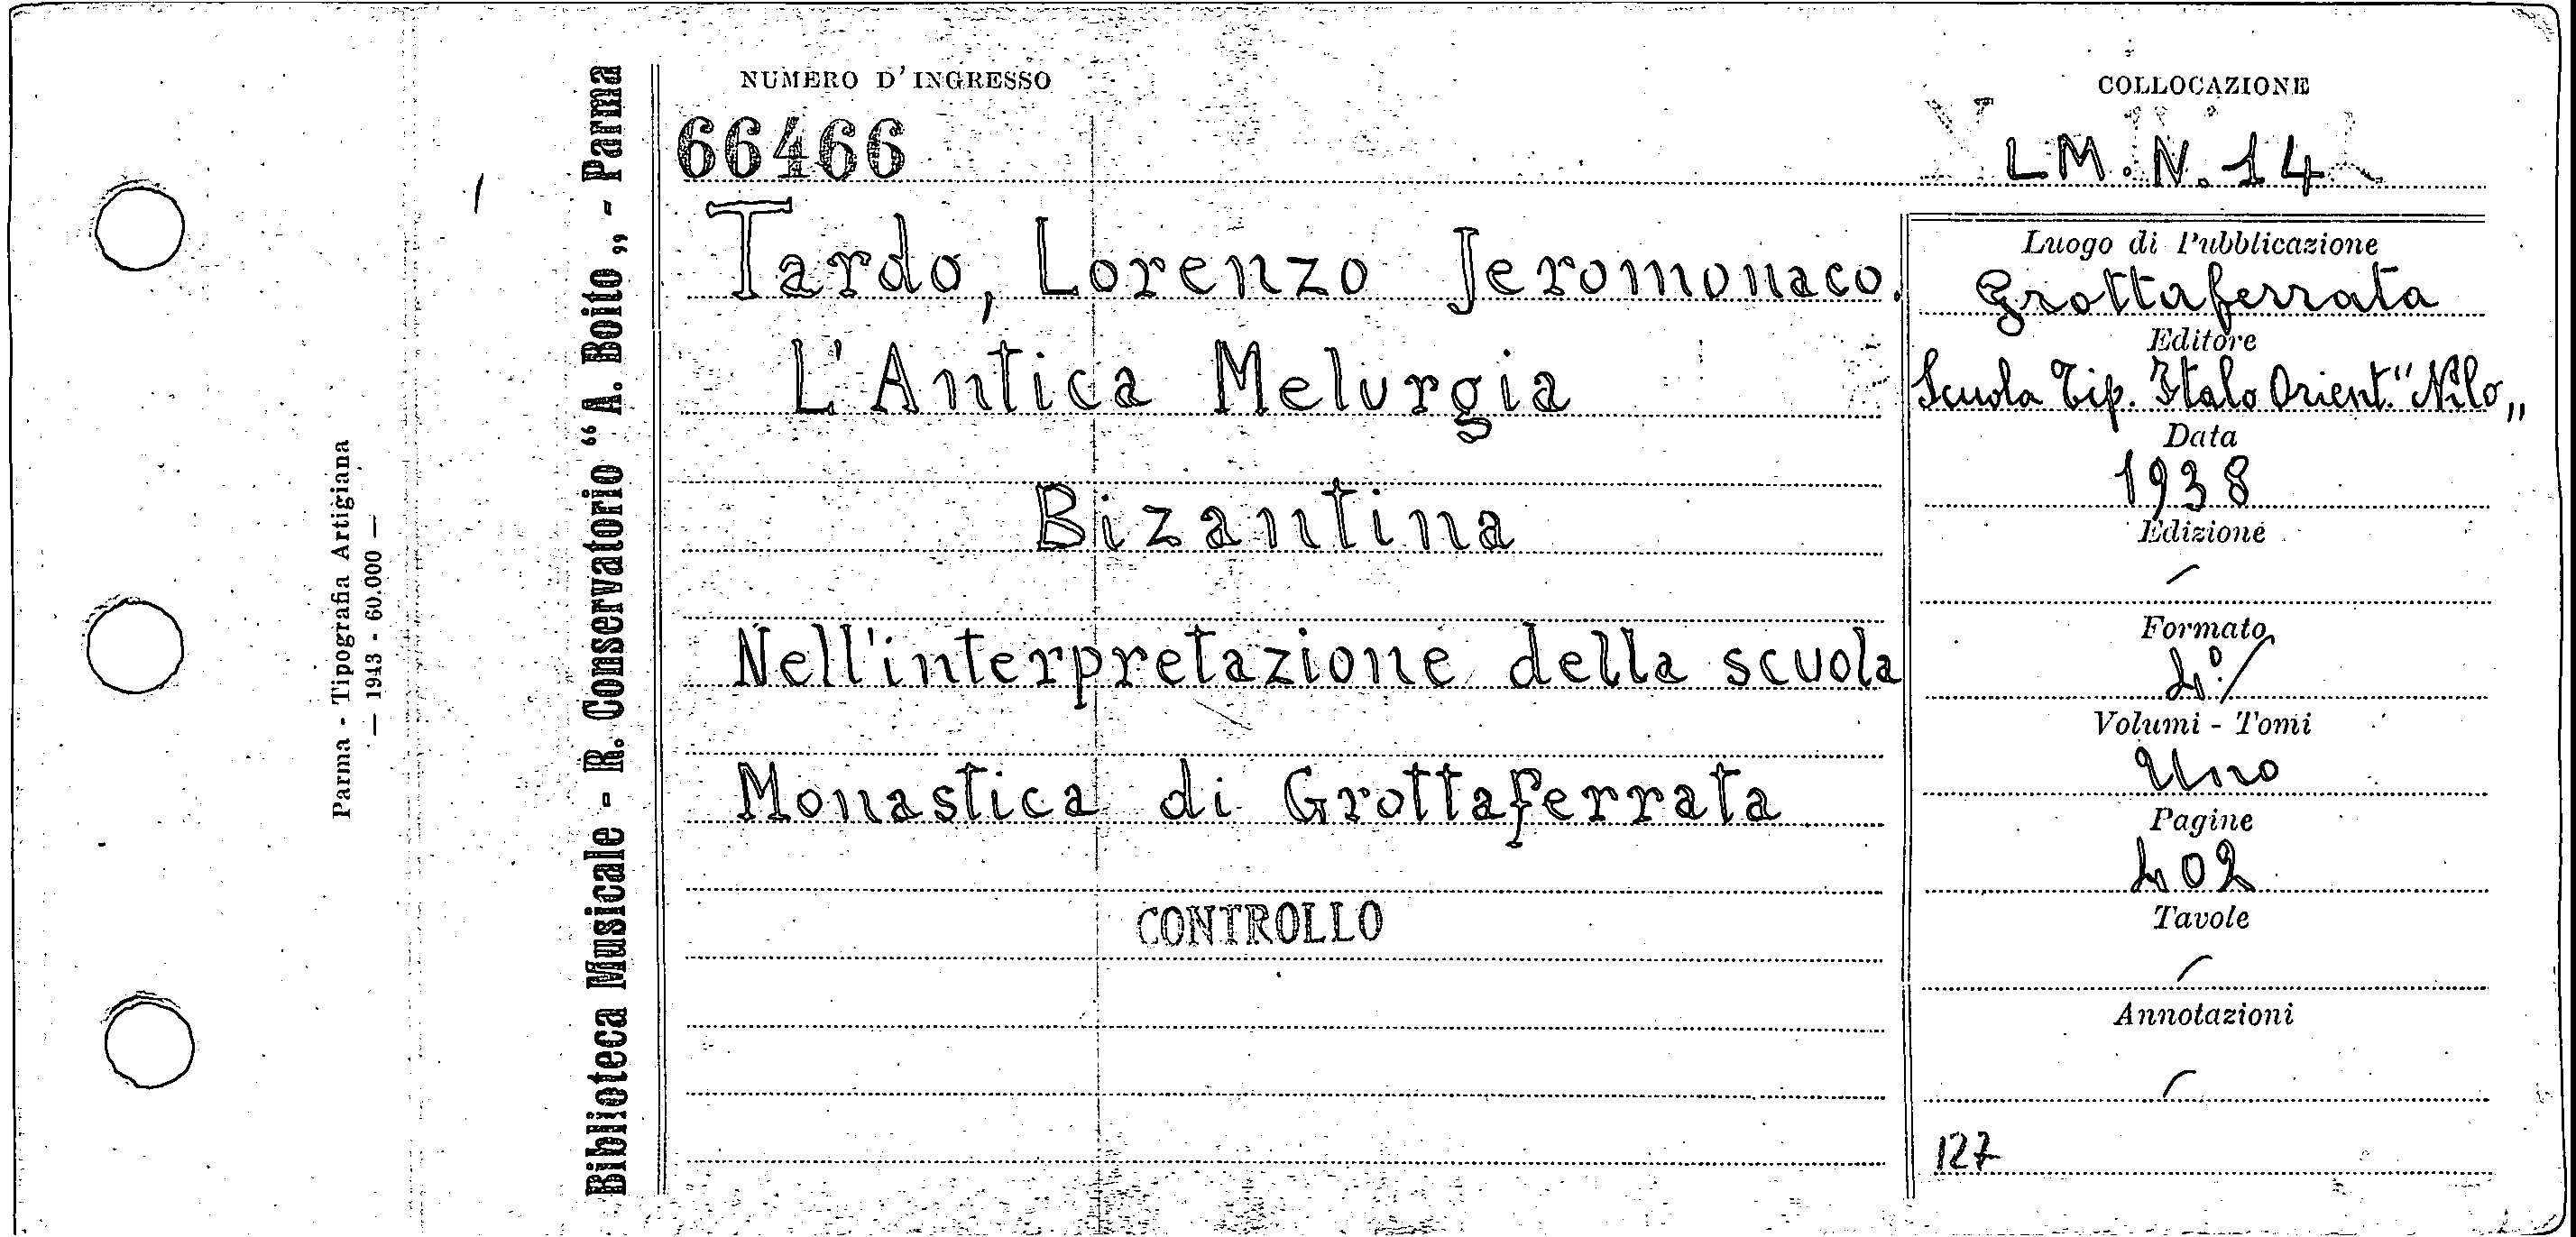 NUMERO D'INGRESSO
66466
COLLOCAZIONE
L.M.N.14
Tardo, Lorenzo Jeromonaco.
L'Antica Melurgia
Bizantina
Nell'interpretazione della scuola
Monastica di Grottaferrata
CONTROLLO
Luogo di Pubblicazione
Grottaferrata
Editore
Scuola Tip. Italo Orient. "Nilo„
Data
1938
Edizione
Formato
4°/
Volumi - Tomi
Uno
Pagine
402
Tavole
Annotazioni
127
Biblioteca Musicale - R. Conservatorio “A. Boito„ - Parma
Parma - Tipografia Artigiana
— 1943 - 60.000 —